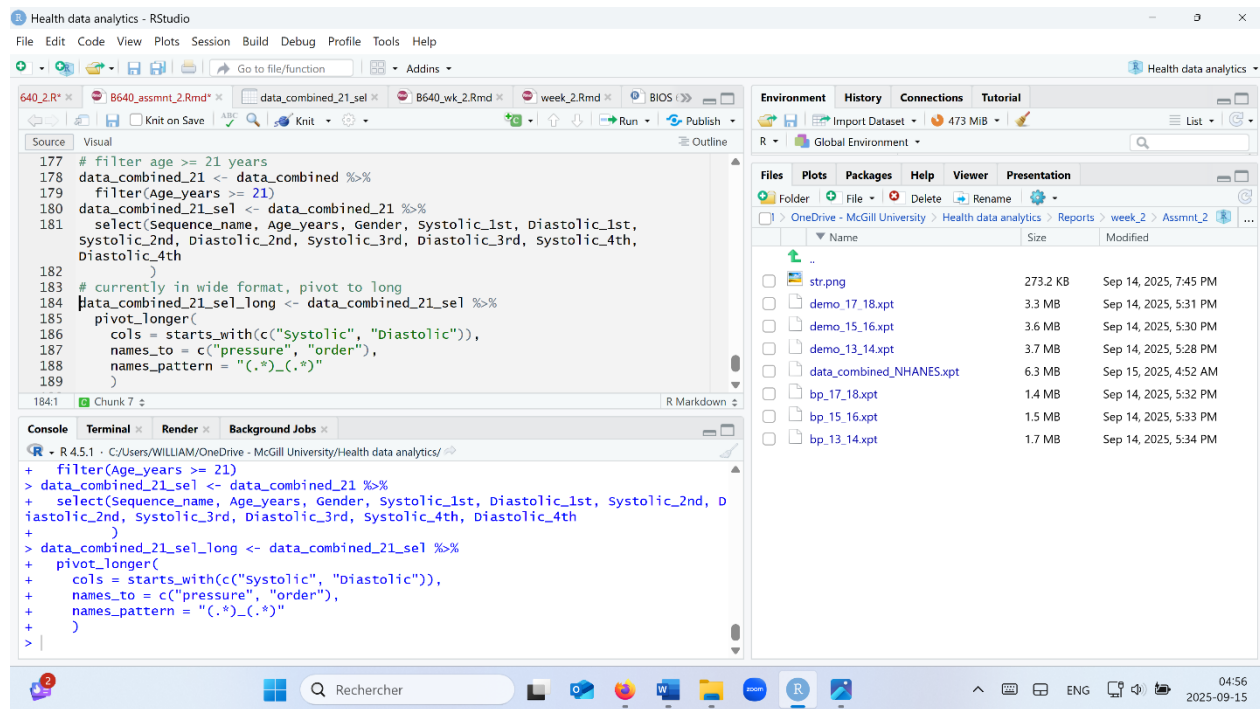 Health data analytics - RStudio
File Edit Code View Plots Session Build Debug Profile Tools Help
Go to file/function Addins Health data analytics
640_2.R* B640_assmnt_2.Rmd* data_combined_21_sel B640_wk_2.Rmd week_2.Rmd BIOS
Knit on Save ABC Knit Run Publish
Source Visual Outline
177 # filter age >= 21 years
178 data_combined_21 <- data_combined %>%
179 filter(Age_years >= 21)
180 data_combined_21_sel <- data_combined_21 %>%
181 select(Sequence_name, Age_years, Gender, Systolic_1st, Diastolic_1st,
Systolic_2nd, Diastolic_2nd, Systolic_3rd, Diastolic_3rd, Systolic_4th,
Diastolic_4th
182 )
183 # currently in wide format, pivot to long
184 data_combined_21_sel_long <- data_combined_21_sel %>%
185 pivot_longer(
186 cols = starts_with(c("Systolic", "Diastolic")),
187 names_to = c("pressure", "order"),
188 names_pattern = "(.*)_(.*)"
189 )
184:1 C Chunk 7 R Markdown
Console Terminal Render Background Jobs
R R 4.5.1 · C:/Users/WILLIAM/OneDrive - McGill University/Health data analytics/
+ filter(Age_years >= 21)
> data_combined_21_sel <- data_combined_21 %>%
+ select(Sequence_name, Age_years, Gender, Systolic_1st, Diastolic_1st, Systolic_2nd, D
iastolic_2nd, Systolic_3rd, Diastolic_3rd, Systolic_4th, Diastolic_4th
+ )
> data_combined_21_sel_long <- data_combined_21_sel %>%
+ pivot_longer(
+ cols = starts_with(c("Systolic", "Diastolic")),
+ names_to = c("pressure", "order"),
+ names_pattern = "(.*)_(.*)"
+ )
>
Environment History Connections Tutorial
Import Dataset 473 MiB List
R Global Environment
Files Plots Packages Help Viewer Presentation
Folder File Delete Rename
OneDrive - McGill University > Health data analytics > Reports > week_2 > Assmnt_2 ...
Name Size Modified
..
str.png 273.2 KB Sep 14, 2025, 7:45 PM
demo_17_18.xpt 3.3 MB Sep 14, 2025, 5:31 PM
demo_15_16.xpt 3.6 MB Sep 14, 2025, 5:30 PM
demo_13_14.xpt 3.7 MB Sep 14, 2025, 5:28 PM
data_combined_NHANES.xpt 6.3 MB Sep 15, 2025, 4:52 AM
bp_17_18.xpt 1.4 MB Sep 14, 2025, 5:32 PM
bp_15_16.xpt 1.5 MB Sep 14, 2025, 5:33 PM
bp_13_14.xpt 1.7 MB Sep 14, 2025, 5:34 PM
2 Rechercher zoom R ENG 04:56
2025-09-15